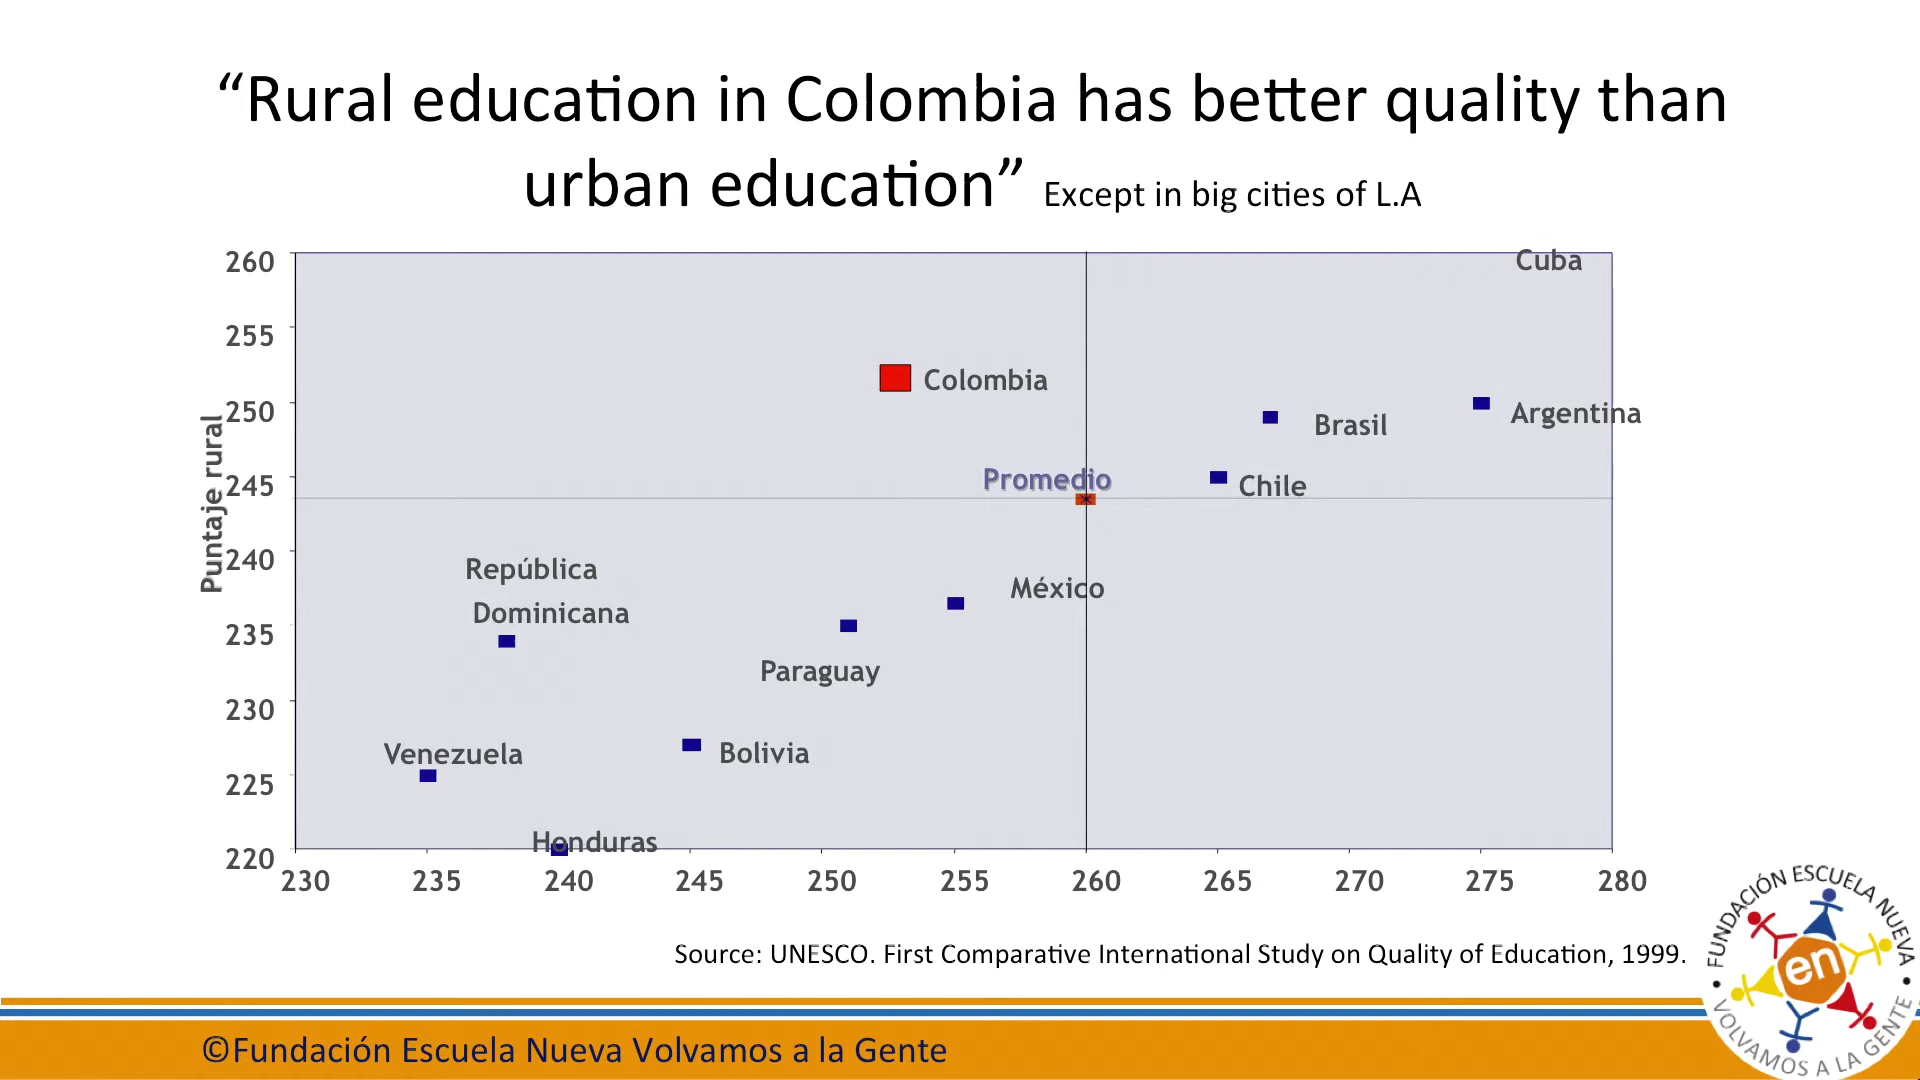 “Rural education in Colombia has better quality than
urban education” Except in big cities of L.A
260
255
250
245
240
235
230
225
220
Puntaje rural
Cuba
Colombia
Argentina
Brasil
Promedio
Chile
República
Dominicana
México
Paraguay
Venezuela
Bolivia
Honduras
230 235 240 245 250 255 260 265 270 275 280
Source: UNESCO. First Comparative International Study on Quality of Education, 1999.
©Fundación Escuela Nueva Volvamos a la Gente
FUNDACIÓN ESCUELA NUEVA
en
• VOLVAMOS A LA GENTE •